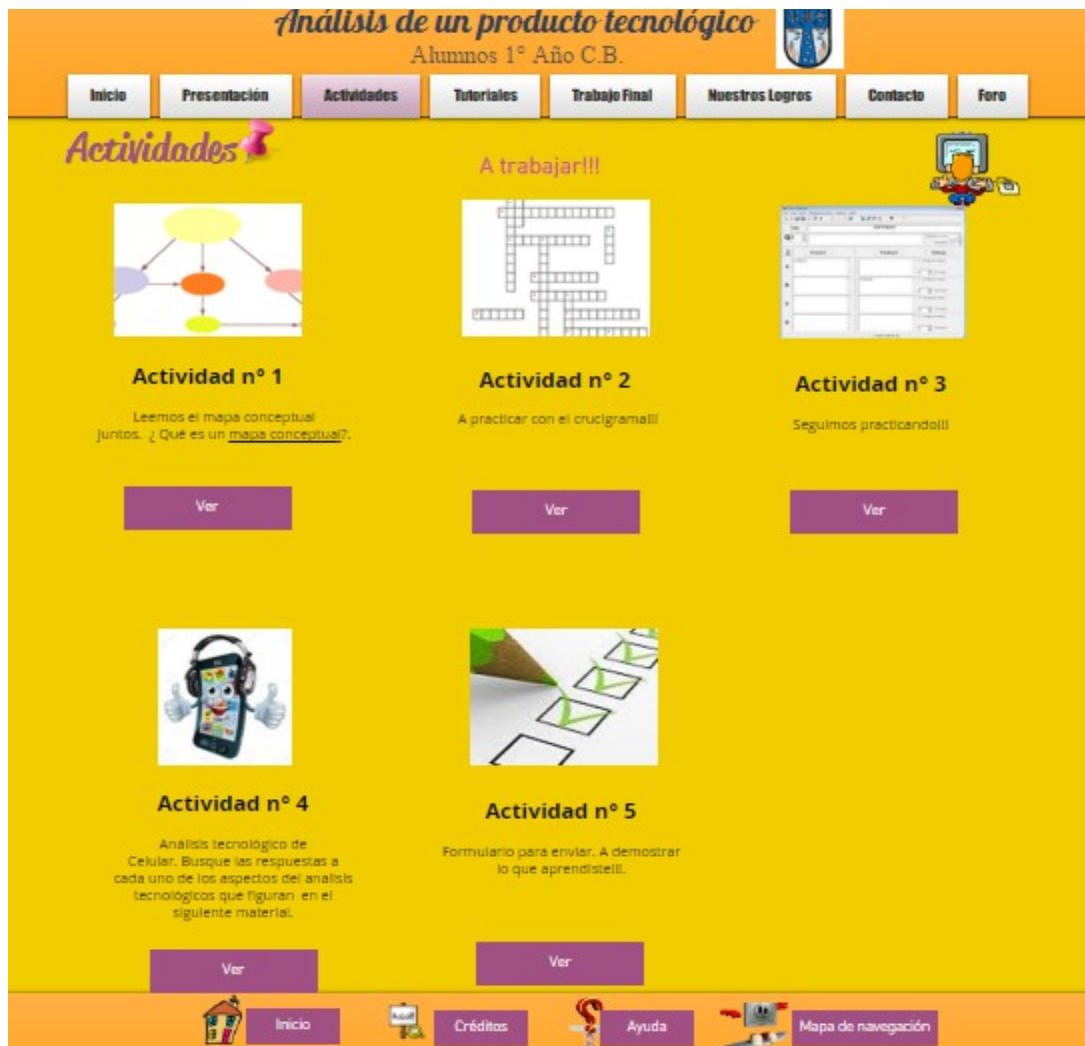 Análisis de un producto tecnológico
Alumnos 1° Año C.B.
Inicio
Presentación
Actividades
Tutoriales
Trabajo Final
Nuestros Logros
Contacto
Foro
Actividades
A trabajar!!!
Actividad n° 1
Leemos el mapa conceptual
juntos. ¿ Qué es un mapa conceptual?.
Ver
Actividad n° 2
A practicar con el crucigrama!!!
Ver
Actividad n° 3
Seguimos practicando!!!
Ver
Actividad n° 4
Análisis tecnológico de
Celular. Busque las respuestas a
cada uno de los aspectos del analisis
tecnológicos que figuran en el
siguiente material.
Ver
Actividad n° 5
Formulario para enviar. A demostrar
lo que aprendiste!!!.
Ver
Inicio
Créditos
Ayuda
Mapa de navegación